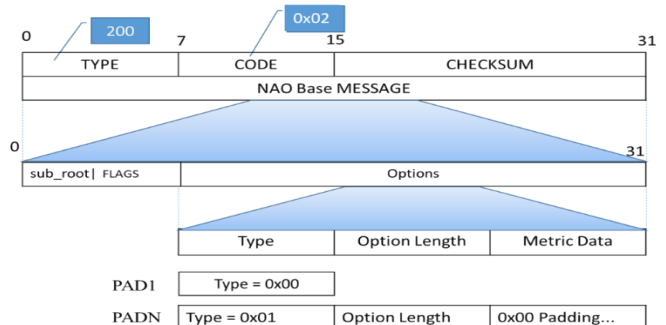 200
0x02
0 7 15 31
TYPE CODE CHECKSUM
NAO Base MESSAGE
0 31
sub_root| FLAGS Options
Type Option Length Metric Data
PAD1 Type = 0x00
PADN Type = 0x01 Option Length 0x00 Padding...